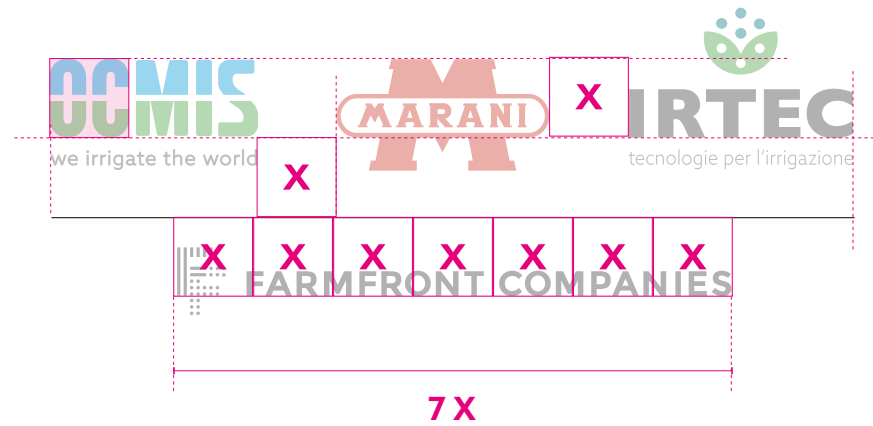 OCMIS
we irrigate the world
M
MARANI
X
IRTEC
tecnologie per l'irrigazione
X
X X X X X X X
F FARMFRONT COMPANIES
7 X